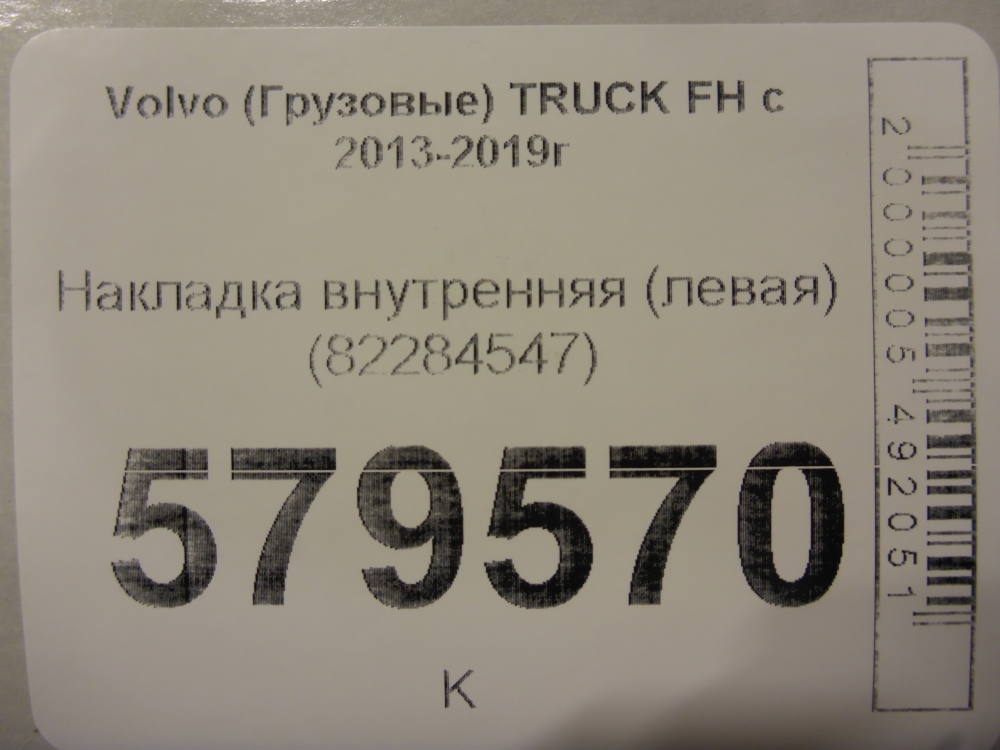 Volvo (Грузовые) TRUCK FH с
2013-2019г
Накладка внутренняя (левая)
(82284547)
579570
К
2000005492051